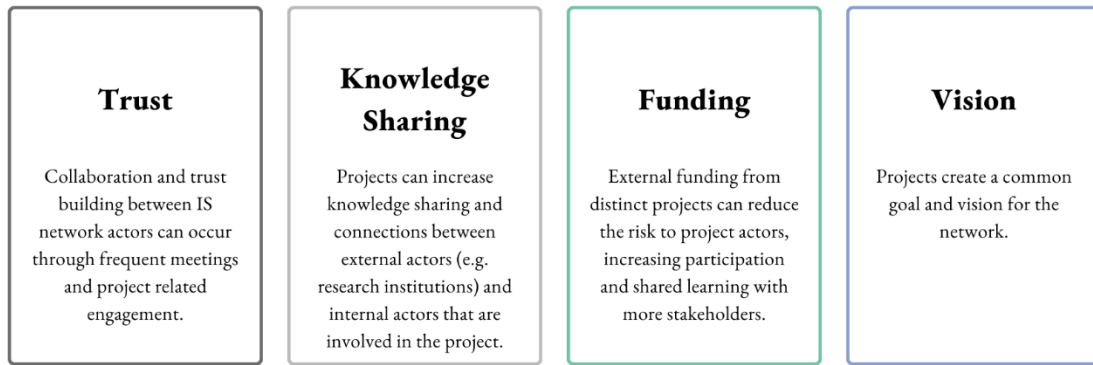 Trust
Collaboration and trust
building between IS
network actors can occur
through frequent meetings
and project related
engagement.
Knowledge
Sharing
Projects can increase
knowledge sharing and
connections between
external actors (e.g.
research institutions) and
internal actors that are
involved in the project.
Funding
External funding from
distinct projects can reduce
the risk to project actors,
increasing participation
and shared learning with
more stakeholders.
Vision
Projects create a common
goal and vision for the
network.